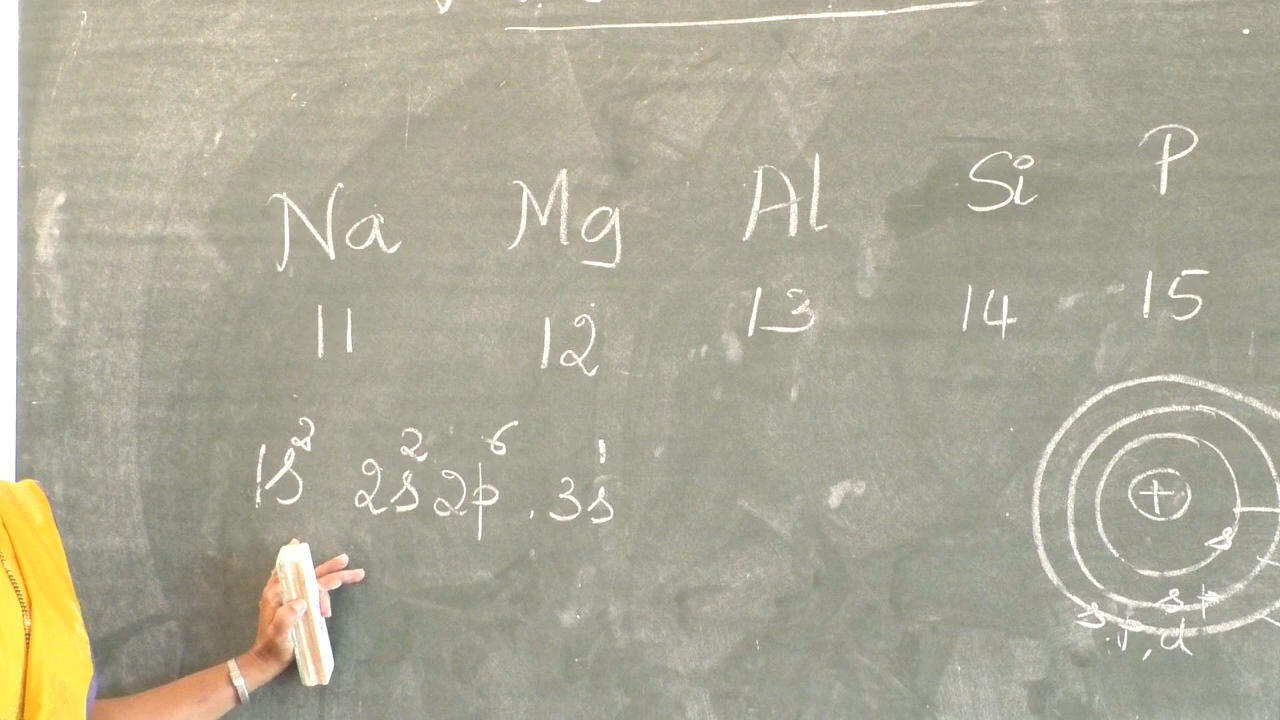 Na Mg Al Si P
11 12 13 14 15
1s² 2s² 2p⁶ . 3s¹
+
s
s p
s.p,d